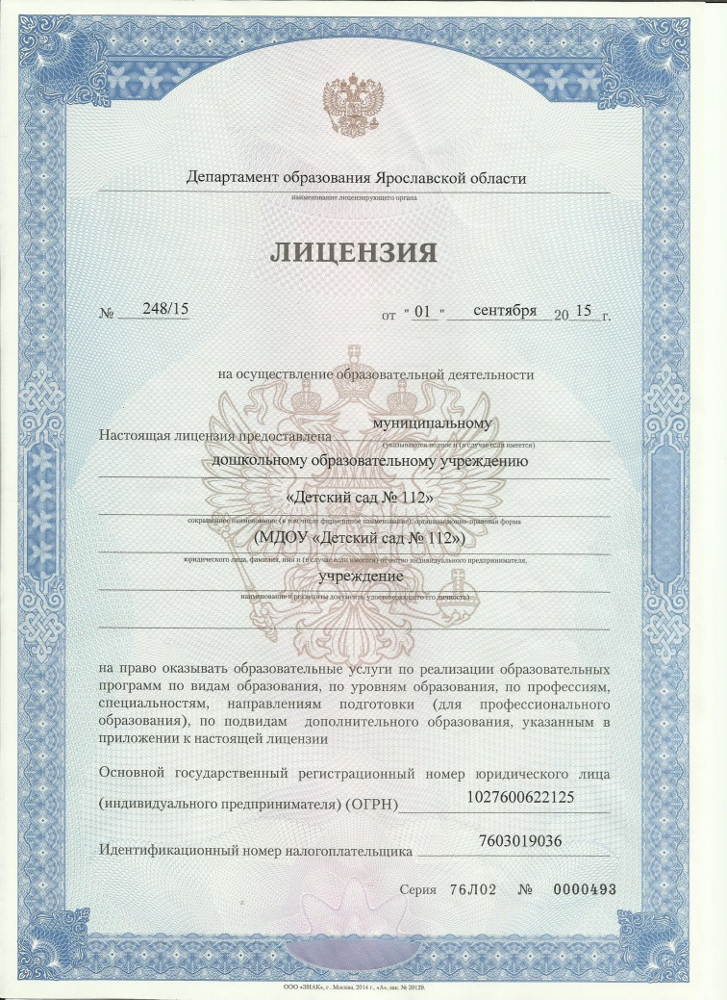 Департамент образования Ярославской области
наименование лицензирующего органа
ЛИЦЕНЗИЯ
№ 248/15 от "01" сентября 2015 г.
на осуществление образовательной деятельности
Настоящая лицензия предоставлена муниципальному
(указываются полное и (в случае если имеется)
дошкольному образовательному учреждению
«Детский сад № 112»
сокращённое наименование (в том числе фирменное наименование), организационно-правовая форма
(МДОУ «Детский сад № 112»)
юридического лица, фамилия, имя и (в случае если имеется) отчество индивидуального предпринимателя,
учреждение
наименование и реквизиты документа, удостоверяющего его личность)
на право оказывать образовательные услуги по реализации образовательных
программ по видам образования, по уровням образования, по профессиям,
специальностям, направлениям подготовки (для профессионального
образования), по подвидам дополнительного образования, указанным в
приложении к настоящей лицензии
Основной государственный регистрационный номер юридического лица
(индивидуального предпринимателя) (ОГРН) 1027600622125
Идентификационный номер налогоплательщика 7603019036
Серия 76Л02 № 0000493
ООО «ЗНАК», г. Москва, 2014 г., «А», зак. № 20129.